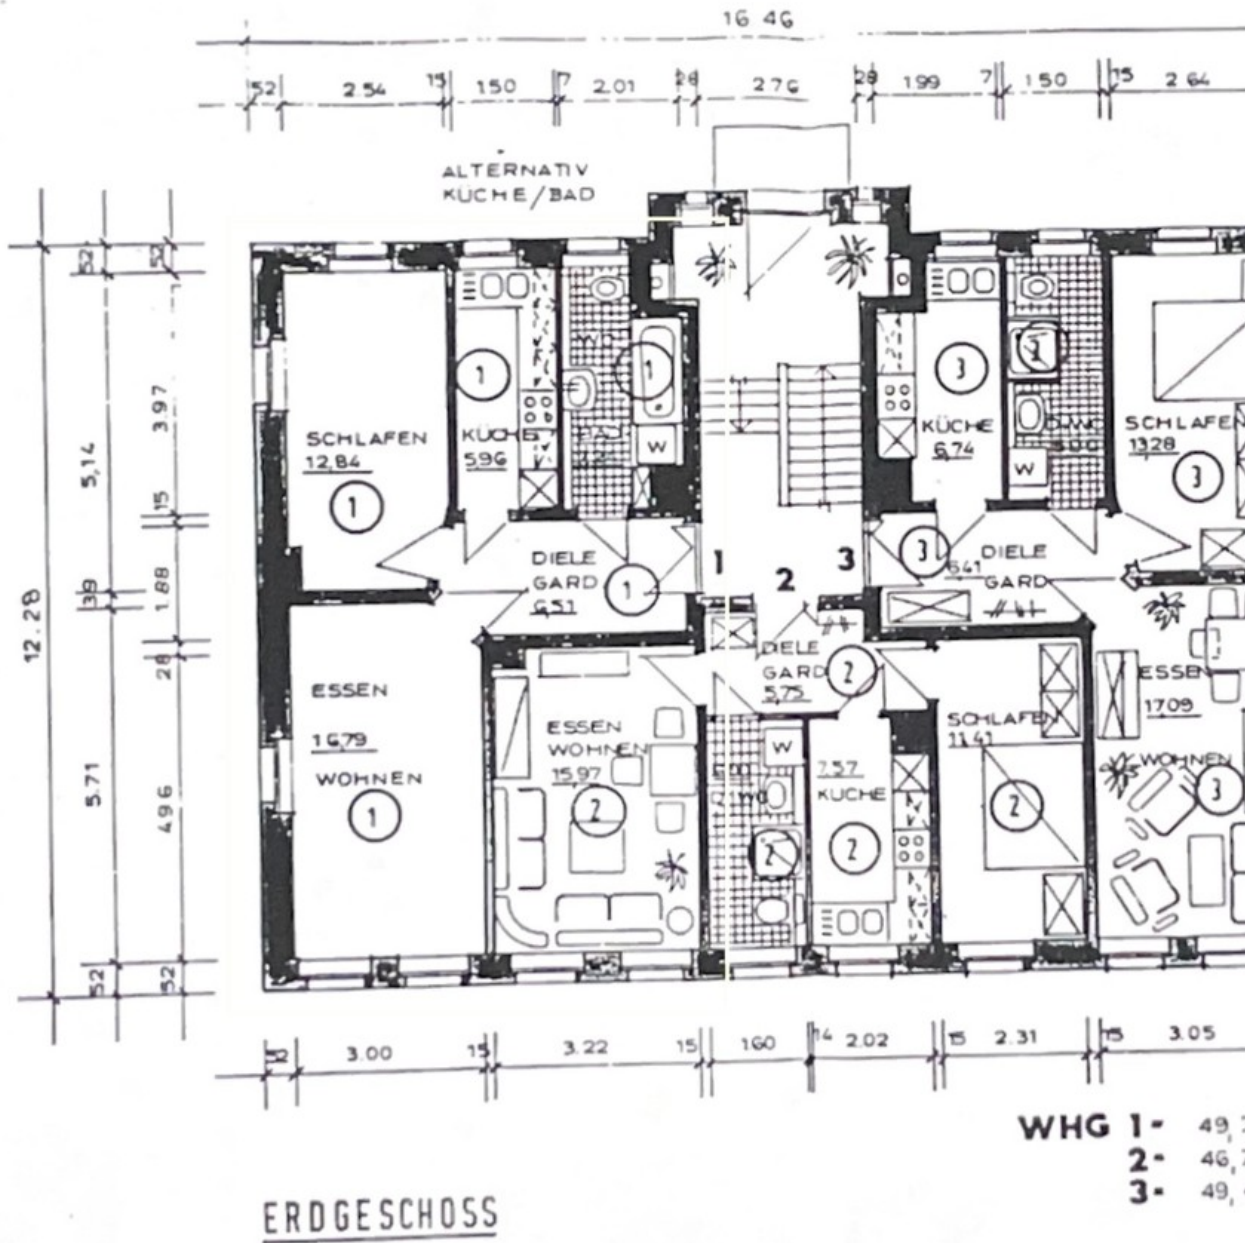 16 46
52 2.54 15 1.50 7 2.01 28 2.76 28 1.99 7 1.50 15 2.64
ALTERNATIV
KÜCHE/BAD
52 52
5,14 3.97
15
39 1.88
12.28
28
5.71 4.96
52 52
SCHLAFEN
12,84
1
KÜCHE
5.96
1
1
W
DIELE
GARD
6,51
1
1
2
3
3
KÜCHE
6,74
W
SCHLAFEN
13.28
3
3
DIELE
6.41
GARD
ESSEN
16,79
WOHNEN
1
ESSEN
WOHNEN
15,97
2
DIELE
GARD
5,75
2
W
2
7.57
KÜCHE
2
SCHLAFEN
11.41
2
ESSEN
17.09
WOHNEN
3
52 3.00 15 3.22 15 1.60 14 2.02 15 2.31 15 3.05
WHG 1- 49,
2- 46,
3- 49,
ERDGESCHOSS